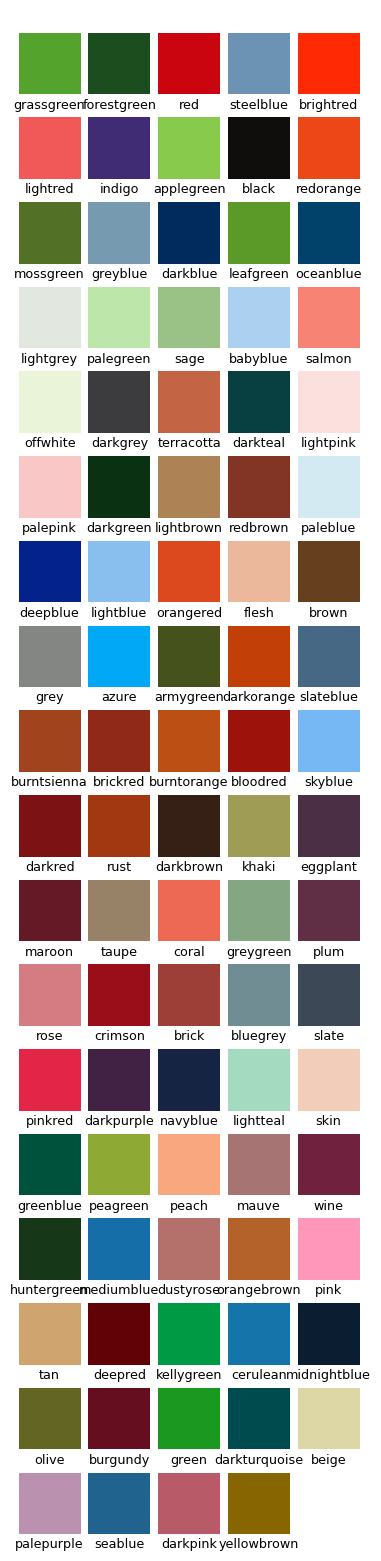 grassgreen forestgreen red steelblue brightred
lightred indigo applegreen black redorange
mossgreen greyblue darkblue leafgreen oceanblue
lightgrey palegreen sage babyblue salmon
offwhite darkgrey terracotta darkteal lightpink
palepink darkgreen lightbrown redbrown paleblue
deepblue lightblue orangered flesh brown
grey azure armygreen darkorange slateblue
burntsienna brickred burntorange bloodred skyblue
darkred rust darkbrown khaki eggplant
maroon taupe coral greygreen plum
rose crimson brick bluegrey slate
pinkred darkpurple navyblue lightteal skin
greenblue peagreen peach mauve wine
huntergreen mediumblue dustyrose orangebrown pink
tan deepred kellygreen cerulean midnightblue
olive burgundy green darkturquoise beige
palepurple seablue darkpink yellowbrown